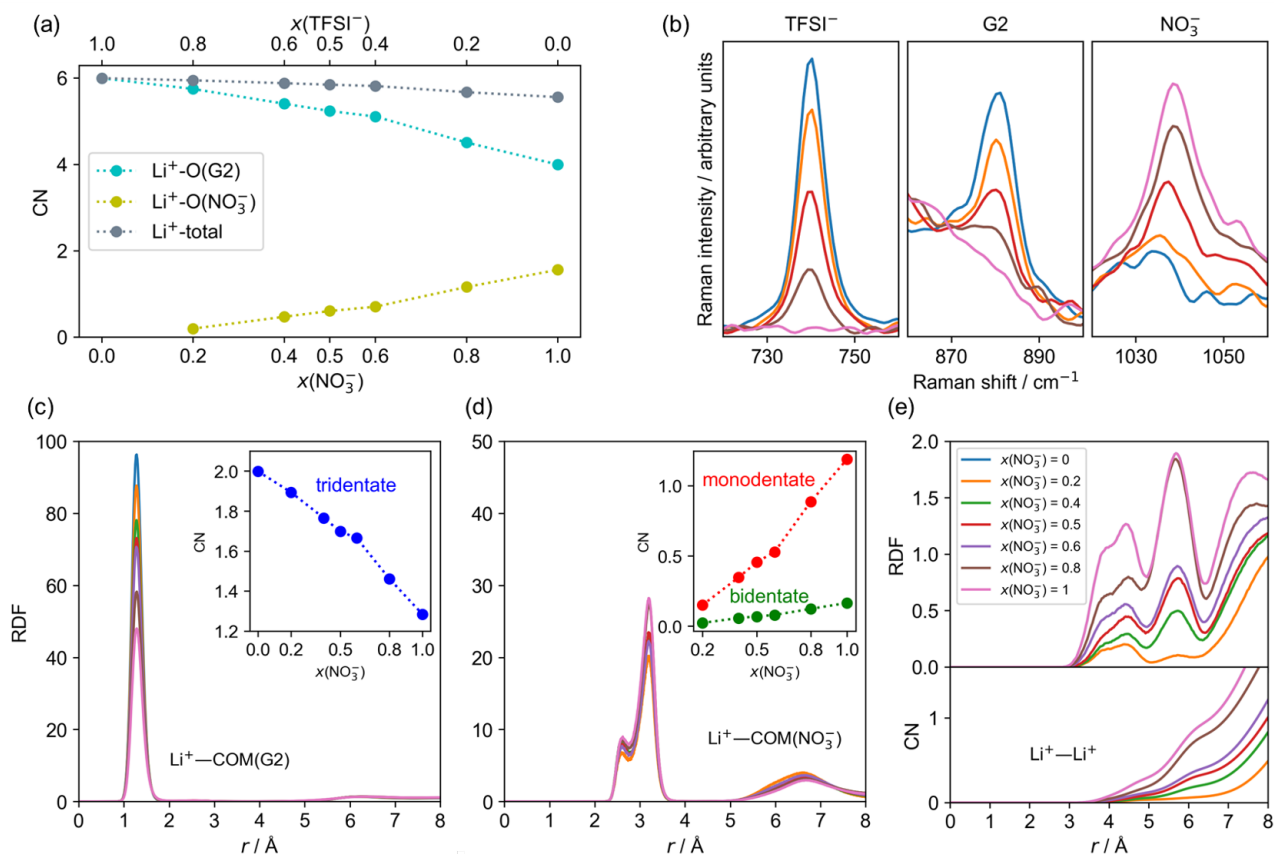 (a)
x(TFSI⁻)
1.0 0.8 0.6 0.5 0.4 0.2 0.0
6
4
2
0
CN
Li⁺-O(G2)
Li⁺-O(NO₃⁻)
Li⁺-total
0.0 0.2 0.4 0.5 0.6 0.8 1.0
x(NO₃⁻)
(b)
TFSI⁻ G2 NO₃⁻
Raman intensity / arbitrary units
730 750 870 890 1030 1050
Raman shift / cm⁻¹
(c)
100
80
60
40
20
0
RDF
2.0
1.8
1.6
1.4
1.2
CN
tridentate
0.0 0.2 0.5 0.8 1.0
x(NO₃⁻)
Li⁺—COM(G2)
0 1 2 3 4 5 6 7 8
r / Å
(d)
50
40
30
20
10
0
1.0
0.5
0.0
CN
monodentate
bidentate
0.2 0.5 0.8 1.0
x(NO₃⁻)
Li⁺—COM(NO₃⁻)
0 1 2 3 4 5 6 7 8
r / Å
(e)
2.0
1.5
1.0
0.5
0.0
RDF
x(NO₃⁻) = 0
x(NO₃⁻) = 0.2
x(NO₃⁻) = 0.4
x(NO₃⁻) = 0.5
x(NO₃⁻) = 0.6
x(NO₃⁻) = 0.8
x(NO₃⁻) = 1
1
0
CN
Li⁺—Li⁺
0 1 2 3 4 5 6 7 8
r / Å